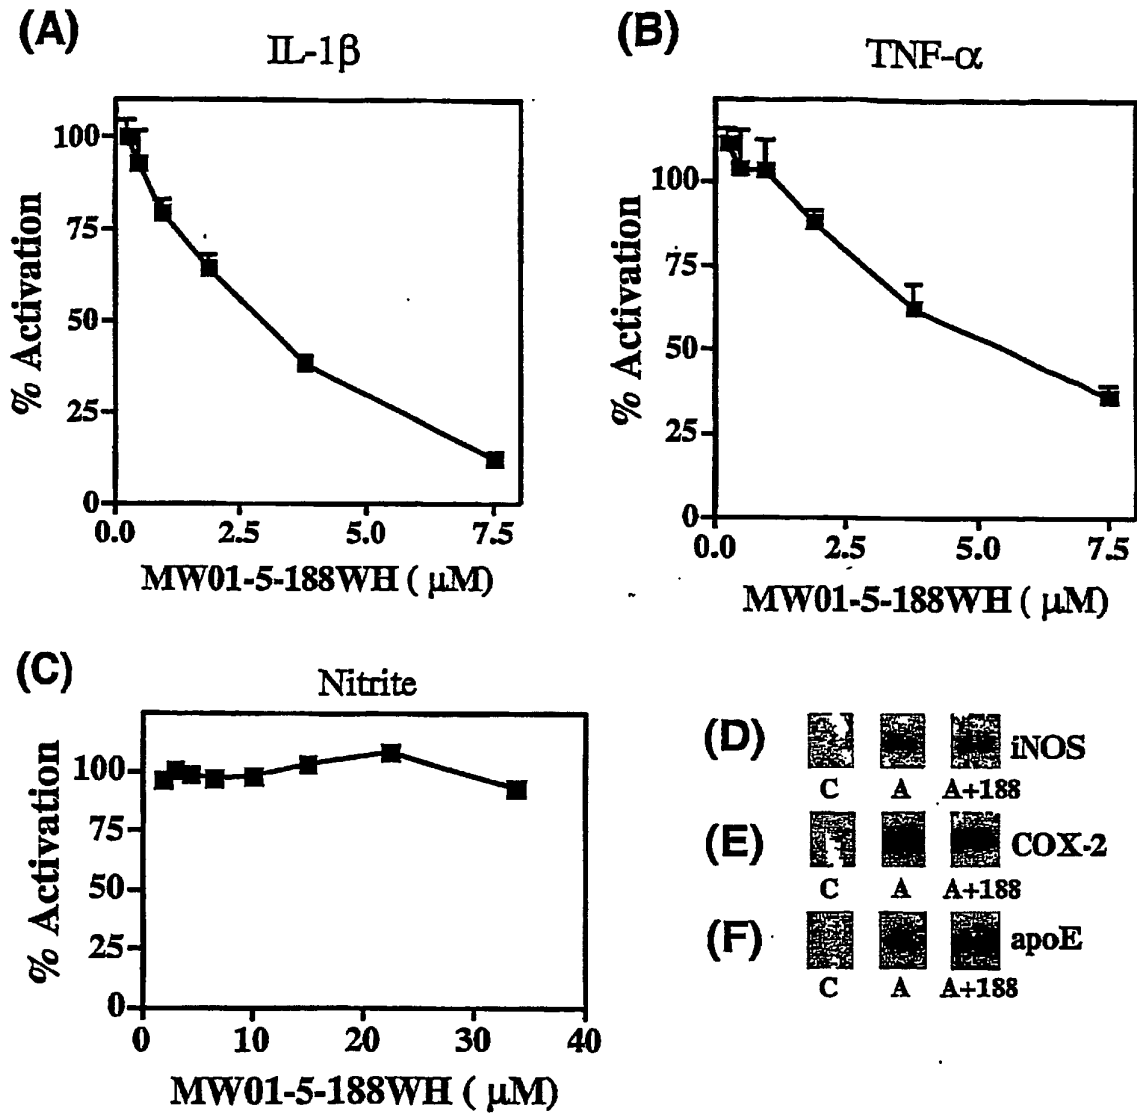 (A)
IL-1β
100
75
50
25
0
0.0 2.5 5.0 7.5
% Activation
MW01-5-188WH ( μM)
(B)
TNF-α
100
75
50
25
0
0.0 2.5 5.0 7.5
% Activation
MW01-5-188WH ( μM)
(C)
Nitrite
100
75
50
25
0
0 10 20 30 40
% Activation
MW01-5-188WH ( μM)
(D) iNOS
C A A+188
(E) COX-2
C A A+188
(F) apoE
C A A+188